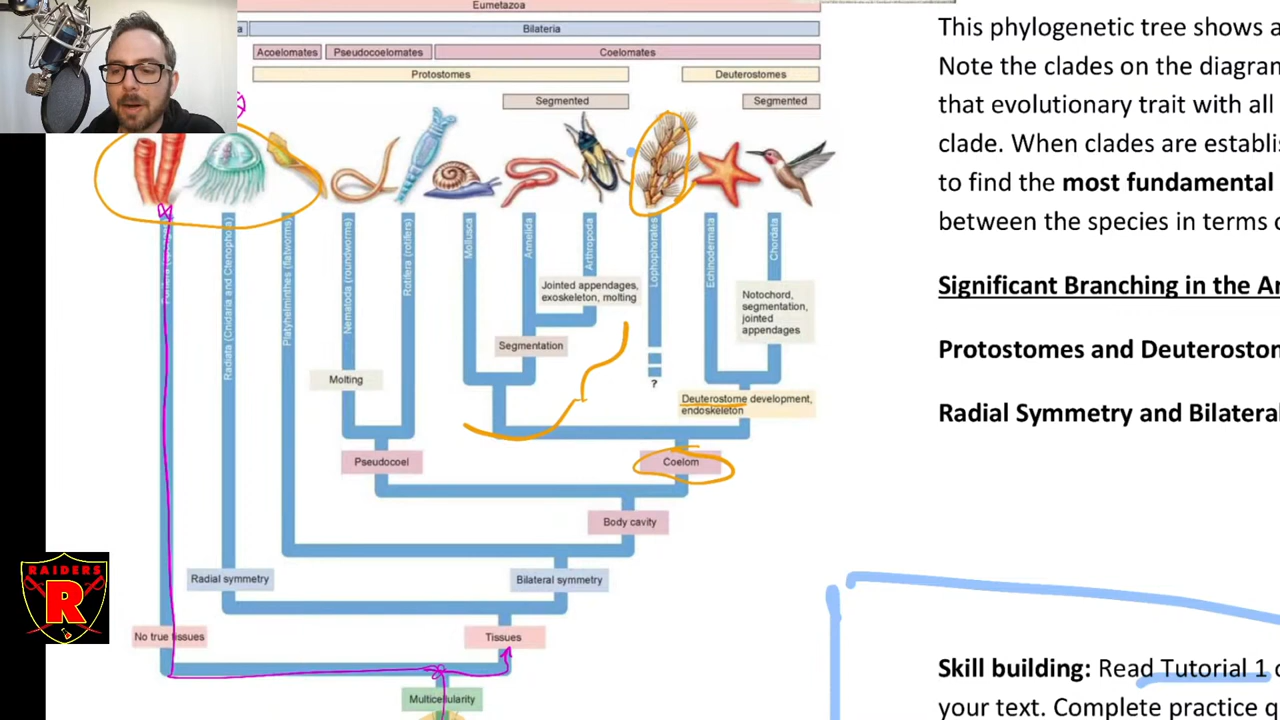 Eumetazoa
Bilateria
Acoelomates Pseudocoelomates Coelomates
Protostomes Deuterostomes
Segmented Segmented
Radiata (Cnidaria and Ctenophora)
Platyhelminthes (flatworms)
Nematoda (roundworms)
Rotifera (rotifers)
Mollusca
Annelida
Arthropoda
Lophophorates
Echinodermata
Chordata
Jointed appendages,
exoskeleton, molting
Notochord,
segmentation,
jointed
appendages
Segmentation
Molting
?
Deuterostome development,
endoskeleton
Pseudocoel
Coelom
Body cavity
Radial symmetry
Bilateral symmetry
No true tissues
Tissues
Multicellularity
RAIDERS
R
This phylogenetic tree shows a
Note the clades on the diagram
that evolutionary trait with all
clade. When clades are establis
to find the most fundamental
between the species in terms o
Significant Branching in the An
Protostomes and Deuteroston
Radial Symmetry and Bilateral
Skill building: Read Tutorial 1 o
your text. Complete practice q